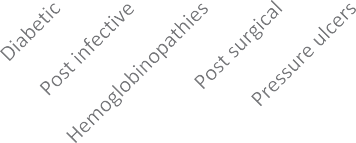 Diabetic
Post infective
Hemoglobinopathies
Post surgical
Pressure ulcers